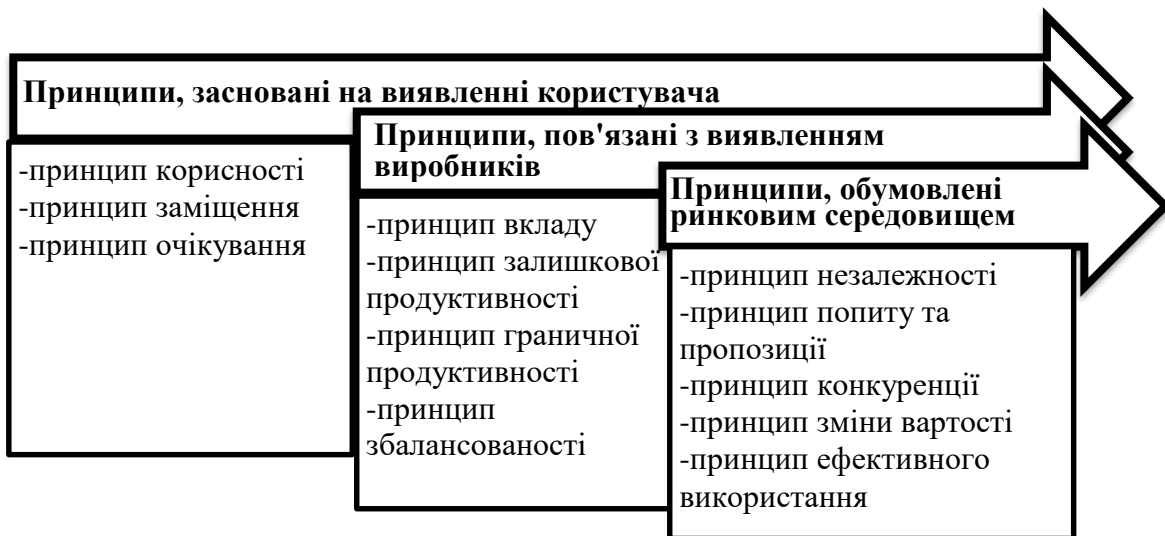 Принципи, засновані на виявленні користувача
-принцип корисності
-принцип заміщення
-принцип очікування
Принципи, пов'язані з виявленням
виробників
-принцип вкладу
-принцип залишкової
продуктивності
-принцип граничної
продуктивності
-принцип
збалансованості
Принципи, обумовлені
ринковим середовищем
-принцип незалежності
-принцип попиту та
пропозиції
-принцип конкуренції
-принцип зміни вартості
-принцип ефективного
використання